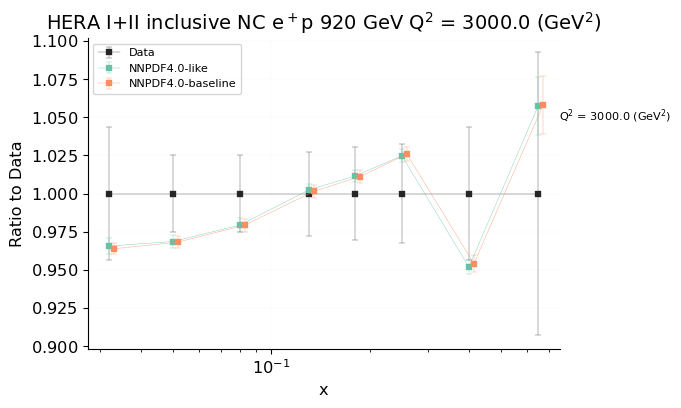 HERA I+II inclusive NC e⁺p 920 GeV Q² = 3000.0 (GeV²)
Data
NNPDF4.0-like
NNPDF4.0-baseline
Q² = 3000.0 (GeV²)
Ratio to Data
1.100
1.075
1.050
1.025
1.000
0.975
0.950
0.925
0.900
10⁻¹
x